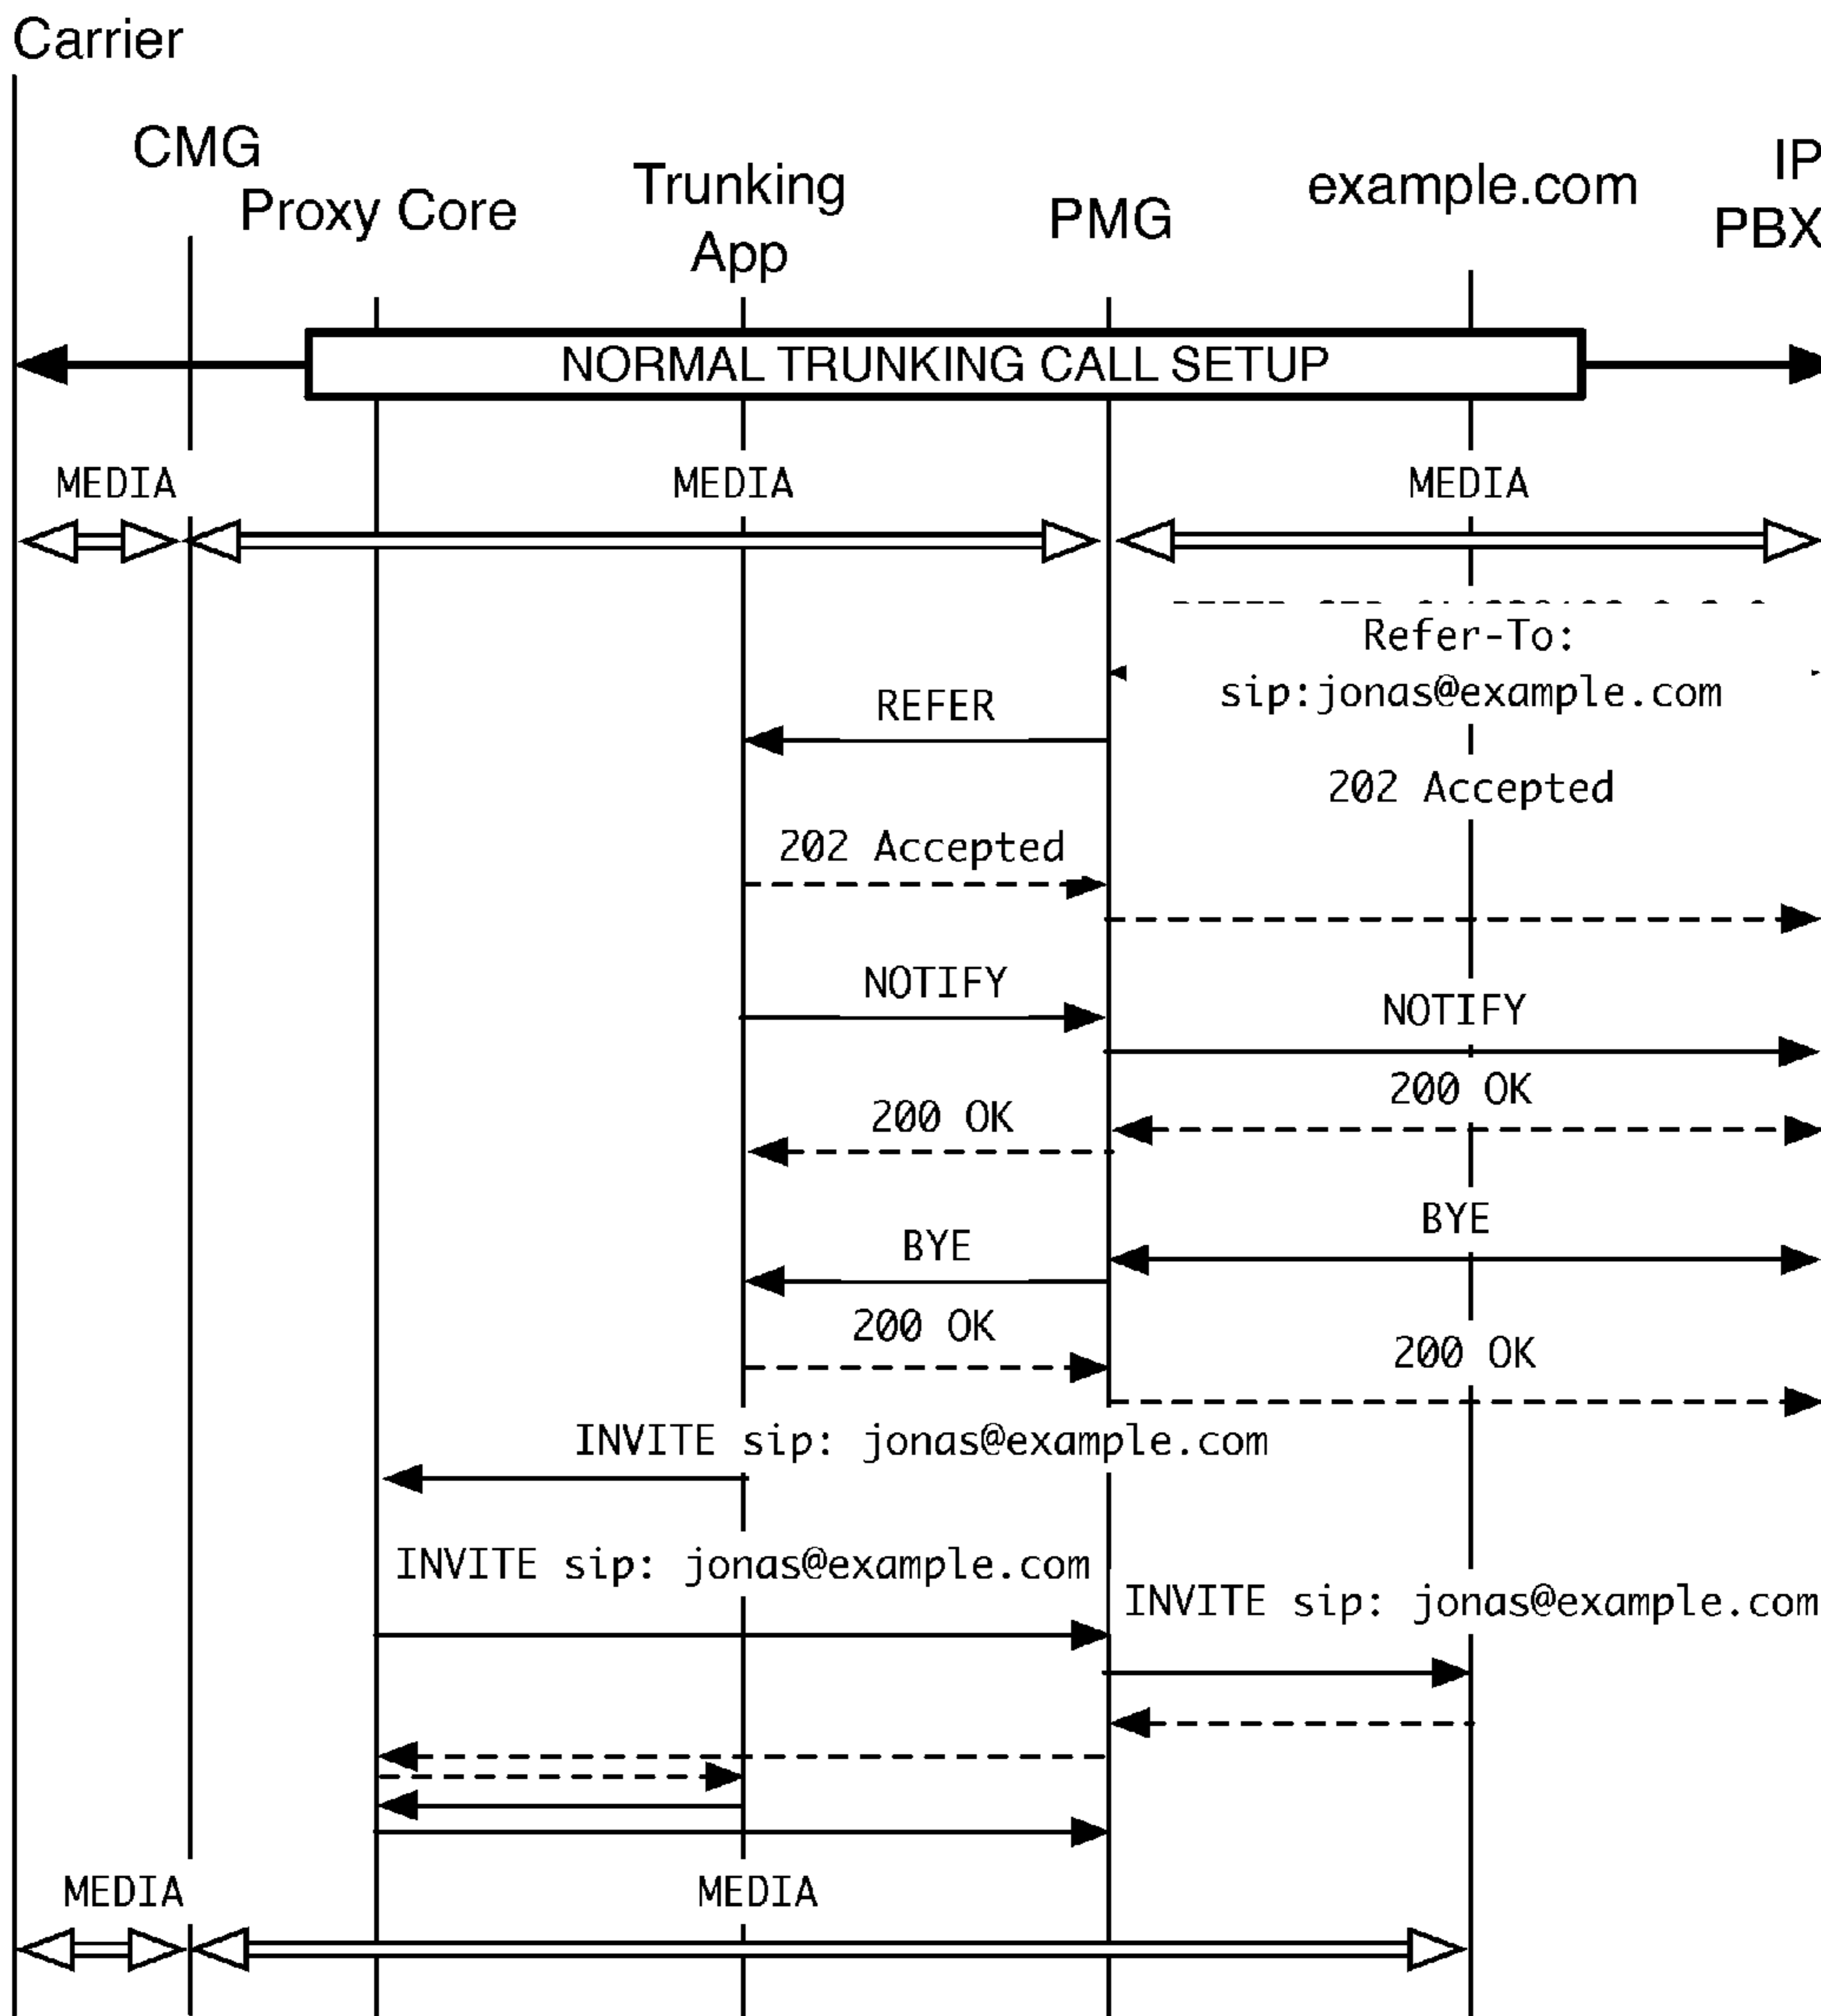 Carrier
CMG
Proxy Core
Trunking
App
PMG
example.com
IP
PBX
NORMAL TRUNKING CALL SETUP
MEDIA
MEDIA
MEDIA
Refer-To:
sip:jonas@example.com
REFER
202 Accepted
202 Accepted
NOTIFY
NOTIFY
200 OK
200 OK
BYE
BYE
200 OK
200 OK
INVITE sip: jonas@example.com
INVITE sip: jonas@example.com
INVITE sip: jonas@example.com
MEDIA
MEDIA